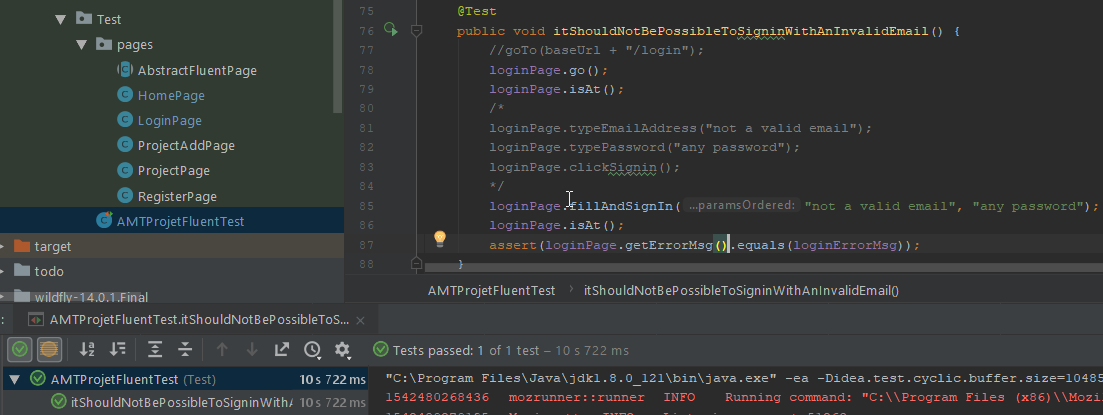 Test
pages
AbstractFluentPage
HomePage
LoginPage
ProjectAddPage
ProjectPage
RegisterPage
AMTProjetFluentTest
target
todo
wildfly-14.0.1.Final
75 @Test
76 public void itShouldNotBePossibleToSigninWithAnInvalidEmail() {
77 //goTo(baseUrl + "/login");
78 loginPage.go();
79 loginPage.isAt();
80 /*
81 loginPage.typeEmailAddress("not a valid email");
82 loginPage.typePassword("any password");
83 loginPage.clickSignin();
84 */
85 loginPage.fillAndSignIn( ...paramsOrdered: "not a valid email", "any password");
86 loginPage.isAt();
87 assert(loginPage.getErrorMsg().equals(loginErrorMsg));
88 }
AMTProjetFluentTest › itShouldNotBePossibleToSigninWithAnInvalidEmail()
: AMTProjetFluentTest.itShouldNotBePossibleToS... ×
Tests passed: 1 of 1 test – 10 s 722 ms
AMTProjetFluentTest (Test) 10 s 722 ms
itShouldNotBePossibleToSigninWithA 10 s 722 ms
"C:\Program Files\Java\jdk1.8.0_121\bin\java.exe" -ea -Didea.test.cyclic.buffer.size=10485
1542480268436 mozrunner::runner INFO Running command: "C:\\Program Files (x86)\\Mozi